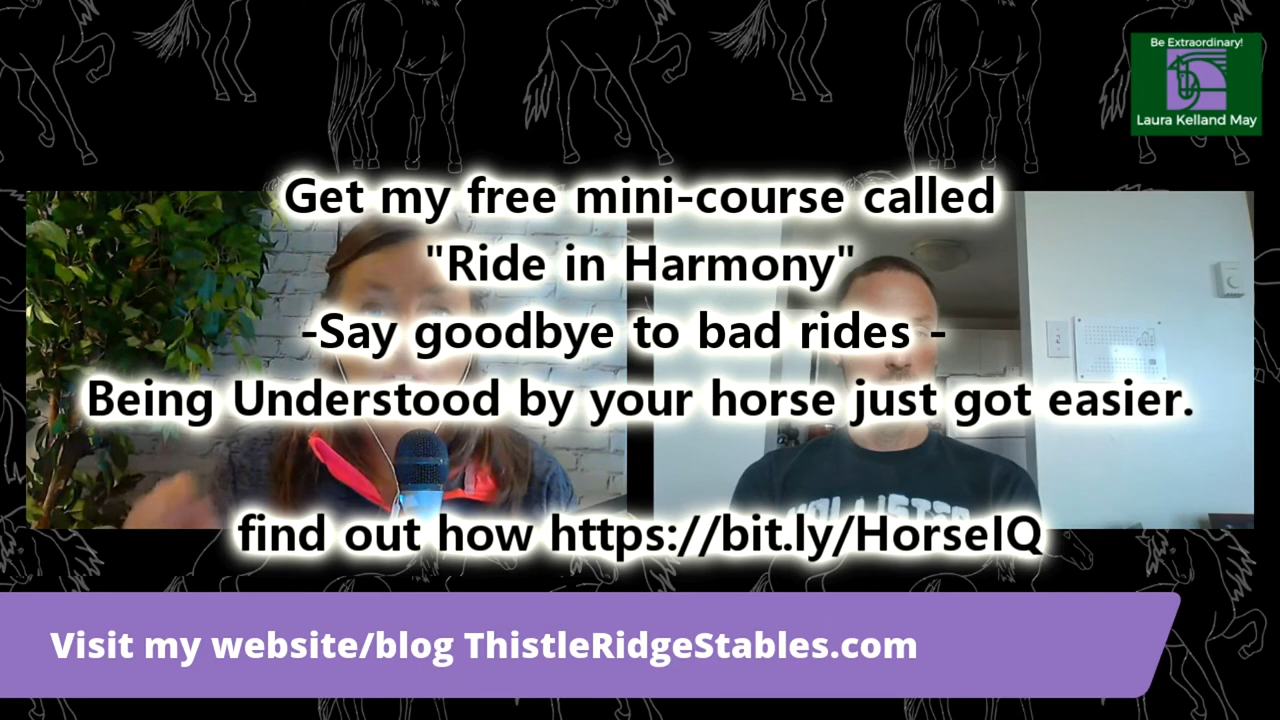 Be Extraordinary!
Laura Kelland May
Get my free mini-course called
"Ride in Harmony"
-Say goodbye to bad rides -
Being Understood by your horse just got easier.
find out how https://bit.ly/HorseIQ
Visit my website/blog ThistleRidgeStables.com